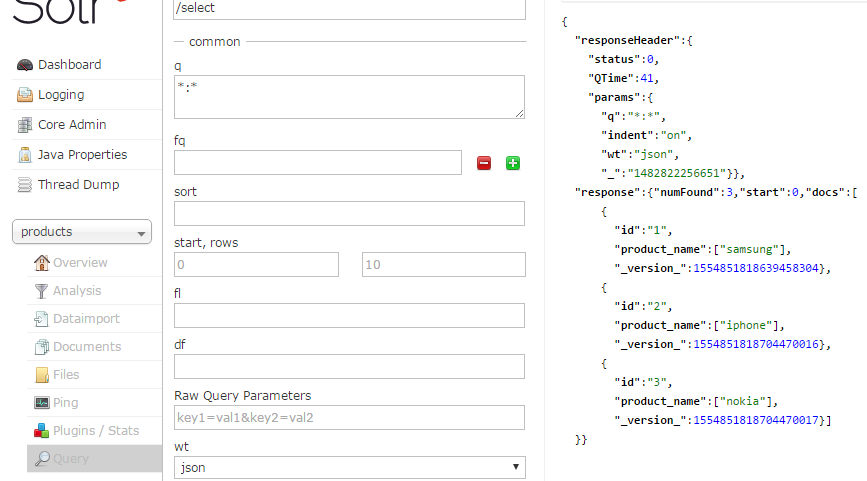 Solr
Dashboard
Logging
Core Admin
Java Properties
Thread Dump
products
Overview
Analysis
Dataimport
Documents
Files
Ping
Plugins / Stats
Query
/select
common
q
*:*
fq
sort
start, rows
0
10
fl
df
Raw Query Parameters
key1=val1&key2=val2
wt
json
{
"responseHeader":{
"status":0,
"QTime":41,
"params":{
"q":"*:*",
"indent":"on",
"wt":"json",
"_":"1482822256651"}},
"response":{"numFound":3,"start":0,"docs":[
{
"id":"1",
"product_name":["samsung"],
"_version_":1554851818639458304},
{
"id":"2",
"product_name":["iphone"],
"_version_":1554851818704470016},
{
"id":"3",
"product_name":["nokia"],
"_version_":1554851818704470017}]
}}